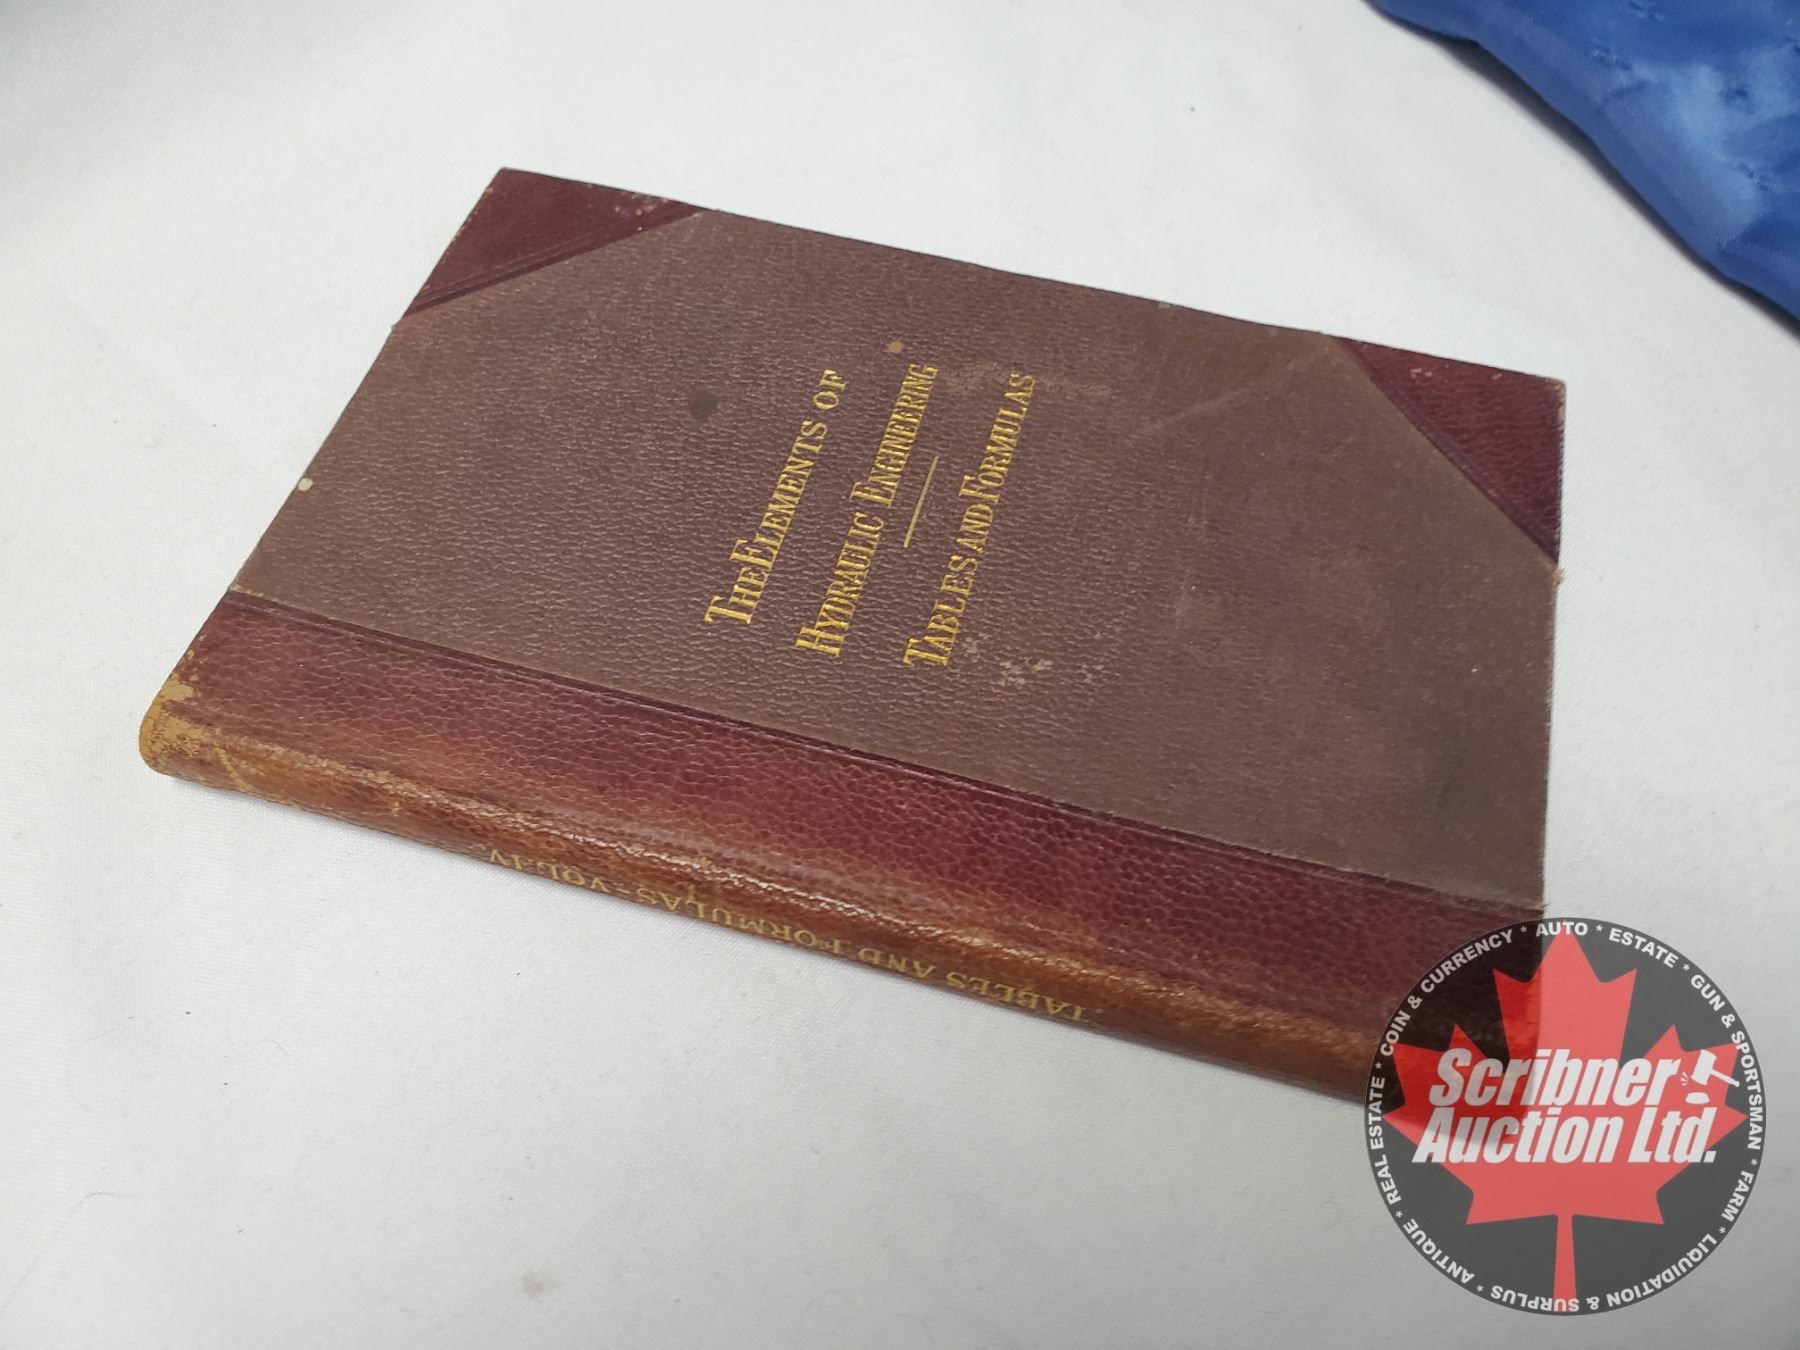 THE ELEMENTS OF
HYDRAULIC ENGINEERING
TABLES AND FORMULAS
TABLES AND FORMULAS-VOL.IV.
* COIN & CURRENCY * AUTO * ESTATE * GUN & SPORTSMAN * FARM * LIQUIDATION & SURPLUS * ANTIQUE * REAL ESTATE
Scribner
Auction Ltd.